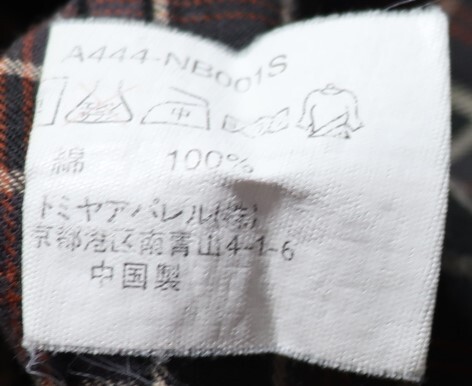 A444-NB001S
中
綿 100%
トミヤアパレル(株)
京都港区南青山4-1-6
中国製